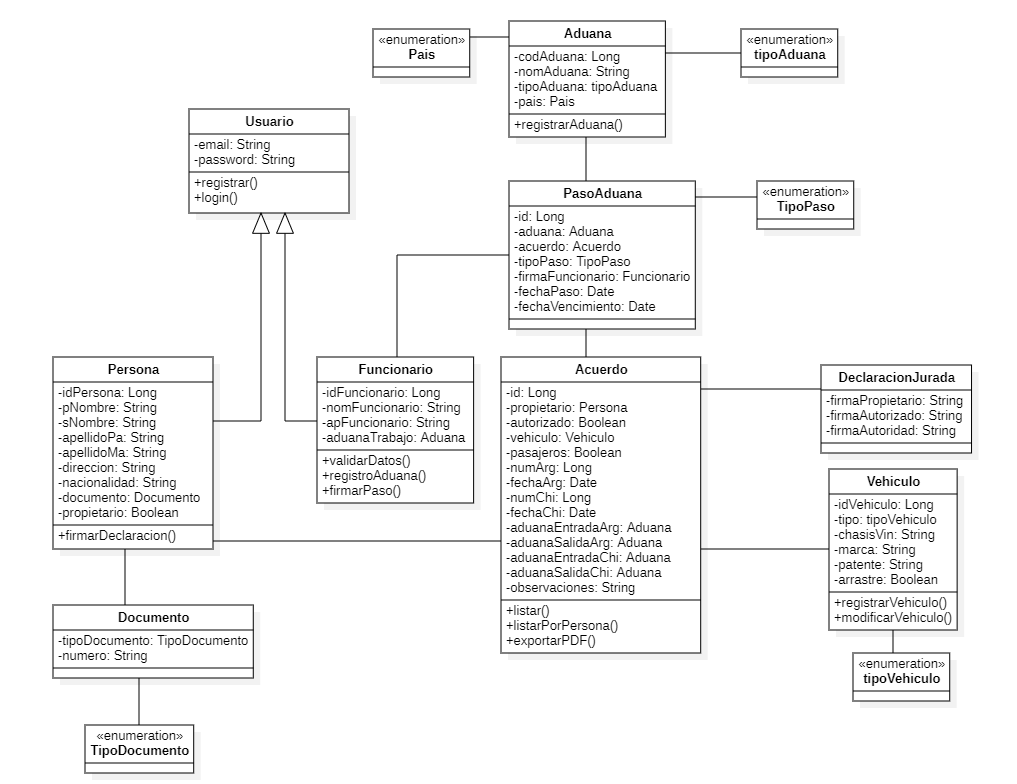 «enumeration»
Pais
Aduana
-codAduana: Long
-nomAduana: String
-tipoAduana: tipoAduana
-pais: Pais
+registrarAduana()
«enumeration»
tipoAduana
Usuario
-email: String
-password: String
+registrar()
+login()
PasoAduana
-id: Long
-aduana: Aduana
-acuerdo: Acuerdo
-tipoPaso: TipoPaso
-firmaFuncionario: Funcionario
-fechaPaso: Date
-fechaVencimiento: Date
«enumeration»
TipoPaso
Persona
-idPersona: Long
-pNombre: String
-sNombre: String
-apellidoPa: String
-apellidoMa: String
-direccion: String
-nacionalidad: String
-documento: Documento
-propietario: Boolean
+firmarDeclaracion()
Funcionario
-idFuncionario: Long
-nomFuncionario: String
-apFuncionario: String
-aduanaTrabajo: Aduana
+validarDatos()
+registroAduana()
+firmarPaso()
Acuerdo
-id: Long
-propietario: Persona
-autorizado: Boolean
-vehiculo: Vehiculo
-pasajeros: Boolean
-numArg: Long
-fechaArg: Date
-numChi: Long
-fechaChi: Date
-aduanaEntradaArg: Aduana
-aduanaSalidaArg: Aduana
-aduanaEntradaChi: Aduana
-aduanaSalidaChi: Aduana
-observaciones: String
+listar()
+listarPorPersona()
+exportarPDF()
DeclaracionJurada
-firmaPropietario: String
-firmaAutorizado: String
-firmaAutoridad: String
Vehiculo
-idVehiculo: Long
-tipo: tipoVehiculo
-chasisVin: String
-marca: String
-patente: String
-arrastre: Boolean
+registrarVehiculo()
+modificarVehiculo()
«enumeration»
tipoVehiculo
Documento
-tipoDocumento: TipoDocumento
-numero: String
«enumeration»
TipoDocumento